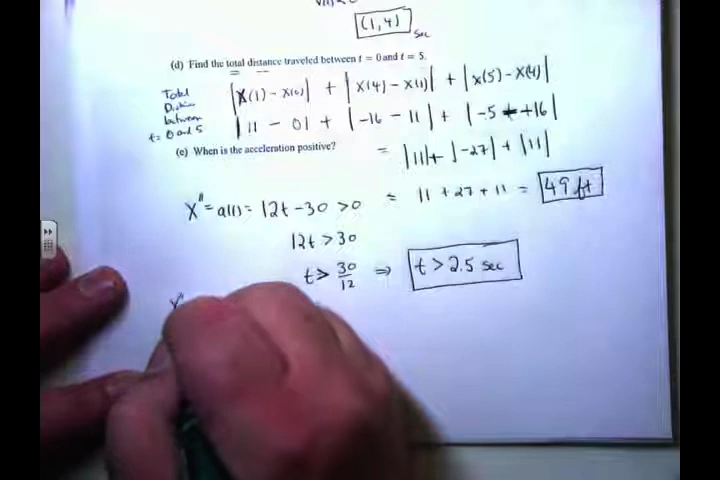 (1, 4) sec
(d) Find the total distance traveled between t = 0 and t = 5.
Total
between
t = 0 and 5
|x(1) - x(0)| + |x(4) - x(1)| + |x(5) - x(4)|
|11 - 0| + |-16 - 11| + |-5 + +16|
(e) When is the acceleration positive?
= |11| + |-27| + |11|
= 11 + 27 + 11 = 49 ft
x" = a(t) = 12t - 30 > 0
12t > 30
t > 30/12 ⇒ t > 2.5 sec